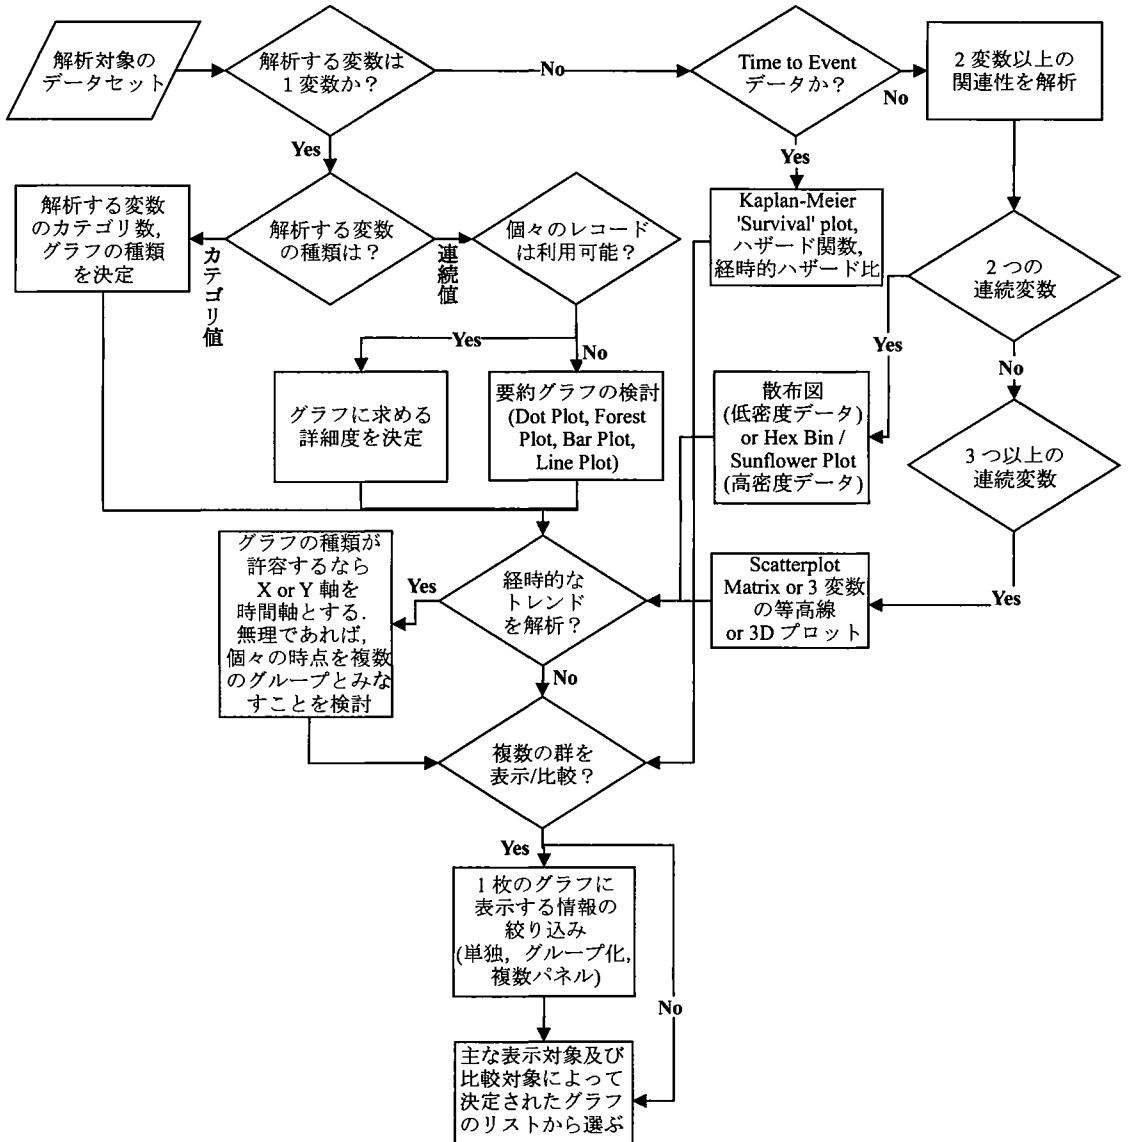 解析対象の
データセット
解析する変数は
1変数か？
No
Time to Event
データか？
No
2変数以上の
関連性を解析
Yes
Yes
解析する変数
のカテゴリ数,
グラフの種類
を決定
カテゴリ値
解析する変数
の種類は？
連続値
個々のレコード
は利用可能？
Kaplan-Meier
'Survival' plot,
ハザード関数,
経時的ハザード比
2つの
連続変数
Yes
No
Yes
No
グラフに求める
詳細度を決定
要約グラフの検討
(Dot Plot, Forest
Plot, Bar Plot,
Line Plot)
散布図
(低密度データ)
or Hex Bin /
Sunflower Plot
(高密度データ)
3つ以上の
連続変数
Yes
グラフの種類が
許容するなら
X or Y 軸を
時間軸とする.
無理であれば,
個々の時点を複数
のグループとみな
すことを検討
Yes
経時的な
トレンド
を解析？
Scatterplot
Matrix or 3 変数
の等高線
or 3D プロット
No
複数の群を
表示/比較？
Yes
1枚のグラフに
表示する情報の
絞り込み
(単独, グループ化,
複数パネル)
No
主な表示対象及び
比較対象によって
決定されたグラフ
のリストから選ぶ